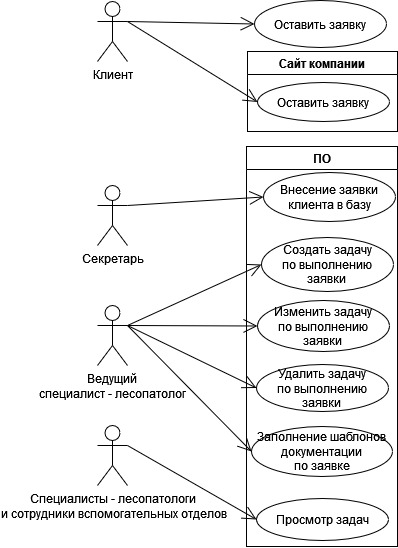 Оставить заявку
Клиент
Сайт компании
Оставить заявку
ПО
Внесение заявки
клиента в базу
Секретарь
Создать задачу
по выполнению
заявки
Изменить задачу
по выполнению
заявки
Ведущий
специалист - лесопатолог
Удалить задачу
по выполнению
заявки
Заполнение шаблонов
документации
по заявке
Специалисты - лесопатологи
и сотрудники вспомогательных отделов
Просмотр задач